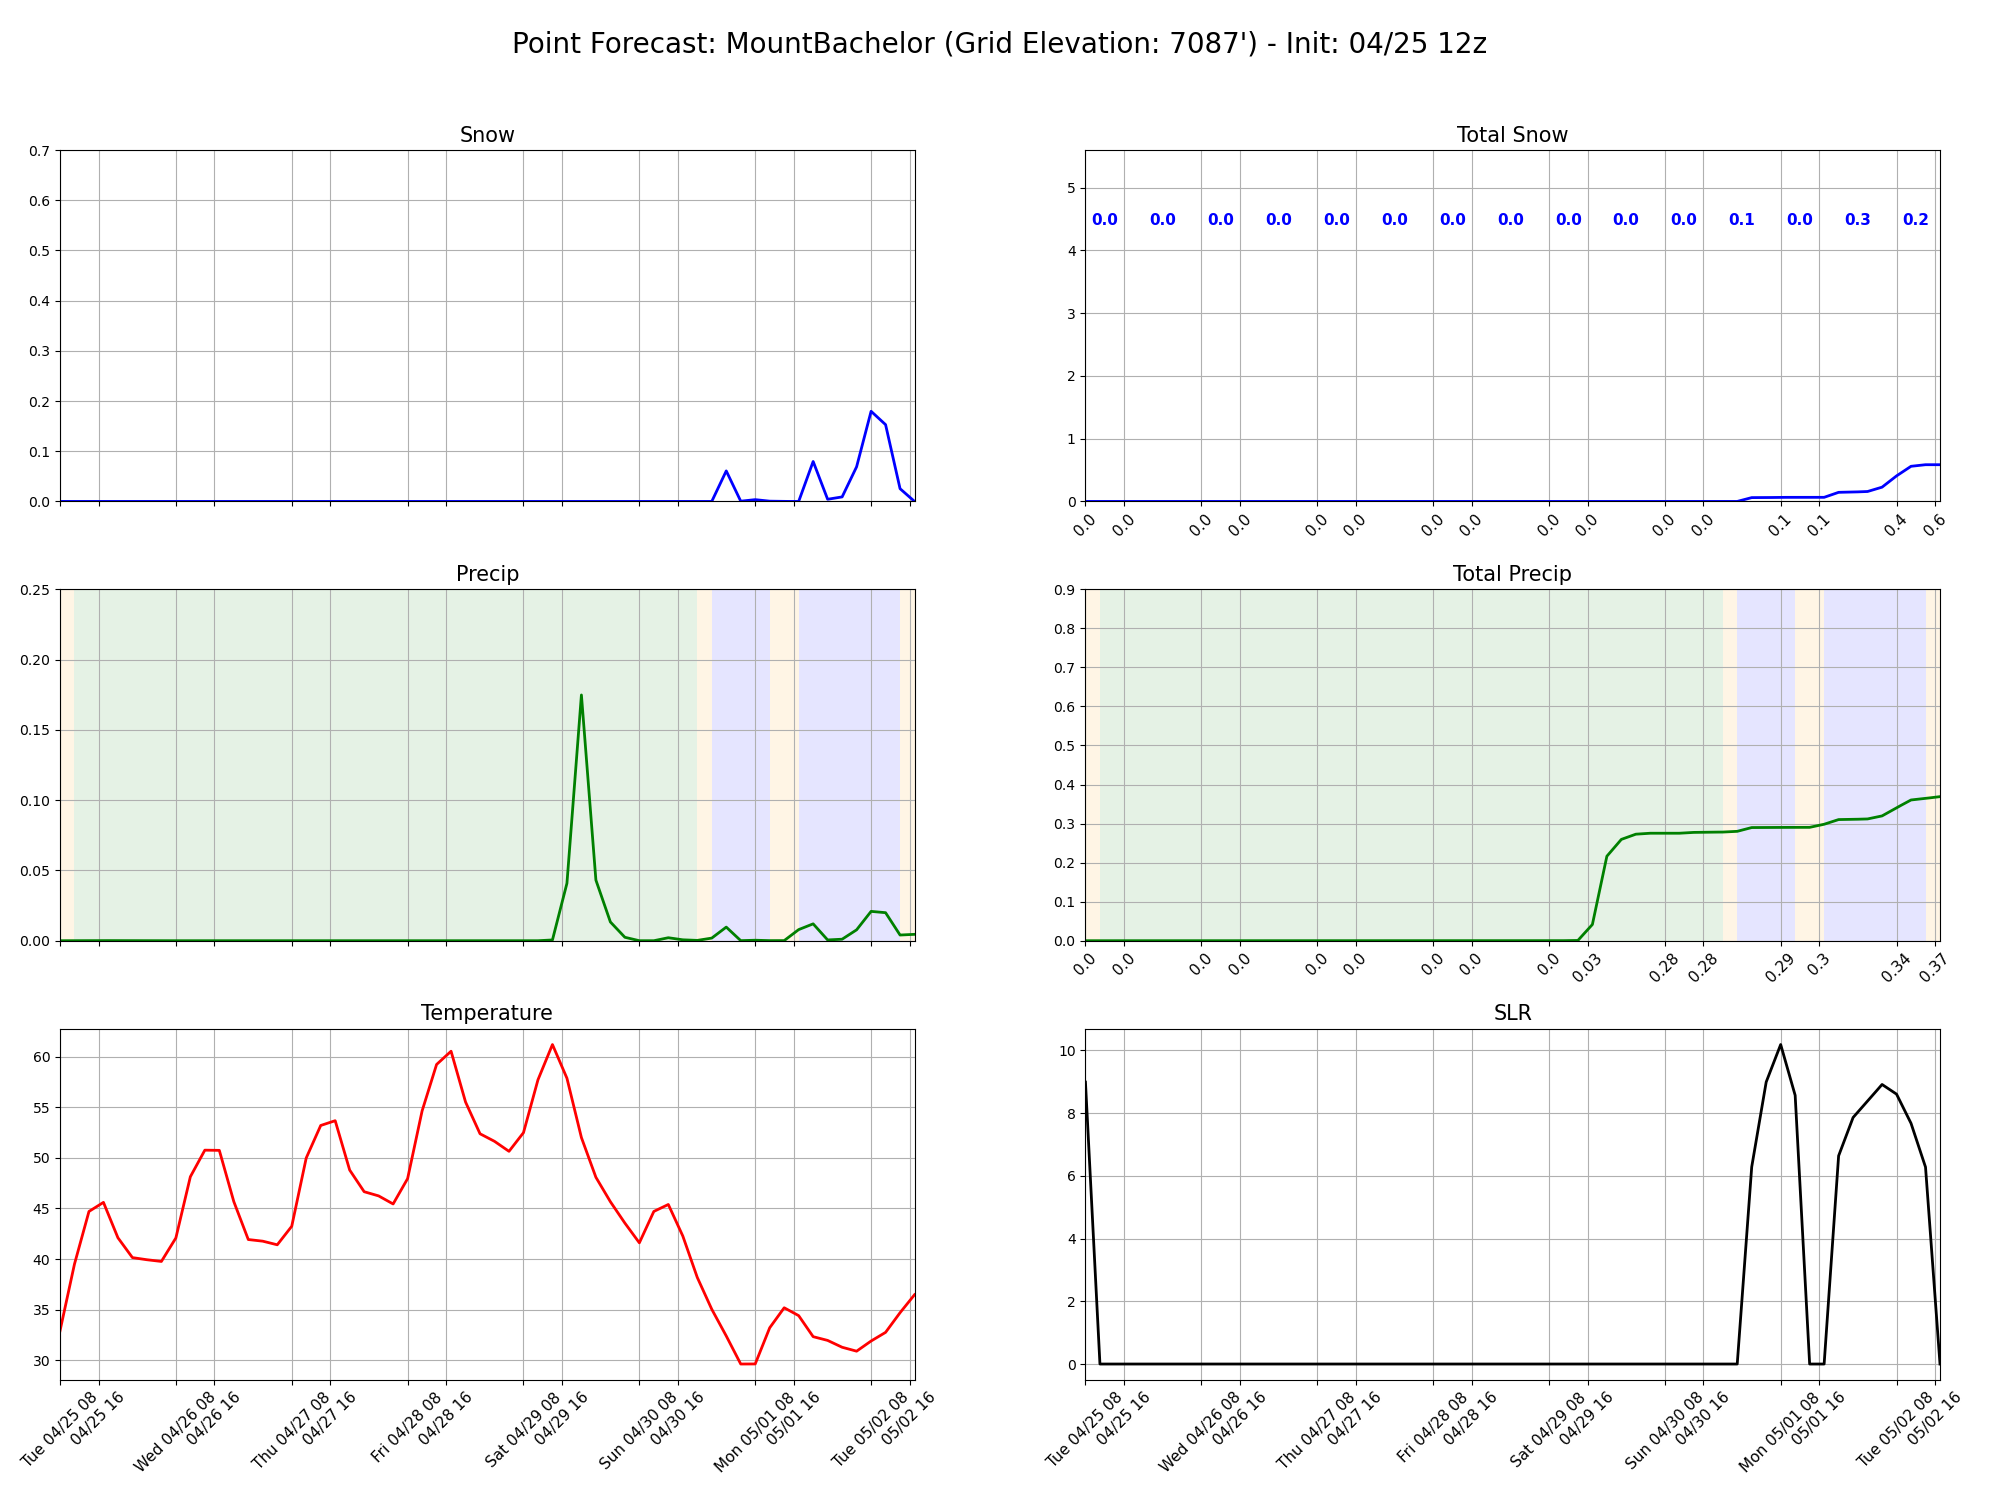 Point Forecast: MountBachelor (Grid Elevation: 7087') - Init: 04/25 12z
Snow
0.7
0.6
0.5
0.4
0.3
0.2
0.1
0.0
Total Snow
5
4
3
2
1
0
0.0 0.0 0.0 0.0 0.0 0.0 0.0 0.0 0.0 0.0 0.0 0.1 0.0 0.3 0.2
0.0 0.0 0.0 0.0 0.0 0.0 0.0 0.0 0.0 0.0 0.0 0.0 0.1 0.1 0.4 0.6
Precip
0.25
0.20
0.15
0.10
0.05
0.00
Total Precip
0.9
0.8
0.7
0.6
0.5
0.4
0.3
0.2
0.1
0.0
0.0 0.0 0.0 0.0 0.0 0.0 0.0 0.0 0.0 0.03 0.28 0.28 0.29 0.3 0.34 0.37
Temperature
60
55
50
45
40
35
30
Tue 04/25 08
04/25 16
Wed 04/26 08
04/26 16
Thu 04/27 08
04/27 16
Fri 04/28 08
04/28 16
Sat 04/29 08
04/29 16
Sun 04/30 08
04/30 16
Mon 05/01 08
05/01 16
Tue 05/02 08
05/02 16
SLR
10
8
6
4
2
0
Tue 04/25 08
04/25 16
Wed 04/26 08
04/26 16
Thu 04/27 08
04/27 16
Fri 04/28 08
04/28 16
Sat 04/29 08
04/29 16
Sun 04/30 08
04/30 16
Mon 05/01 08
05/01 16
Tue 05/02 08
05/02 16